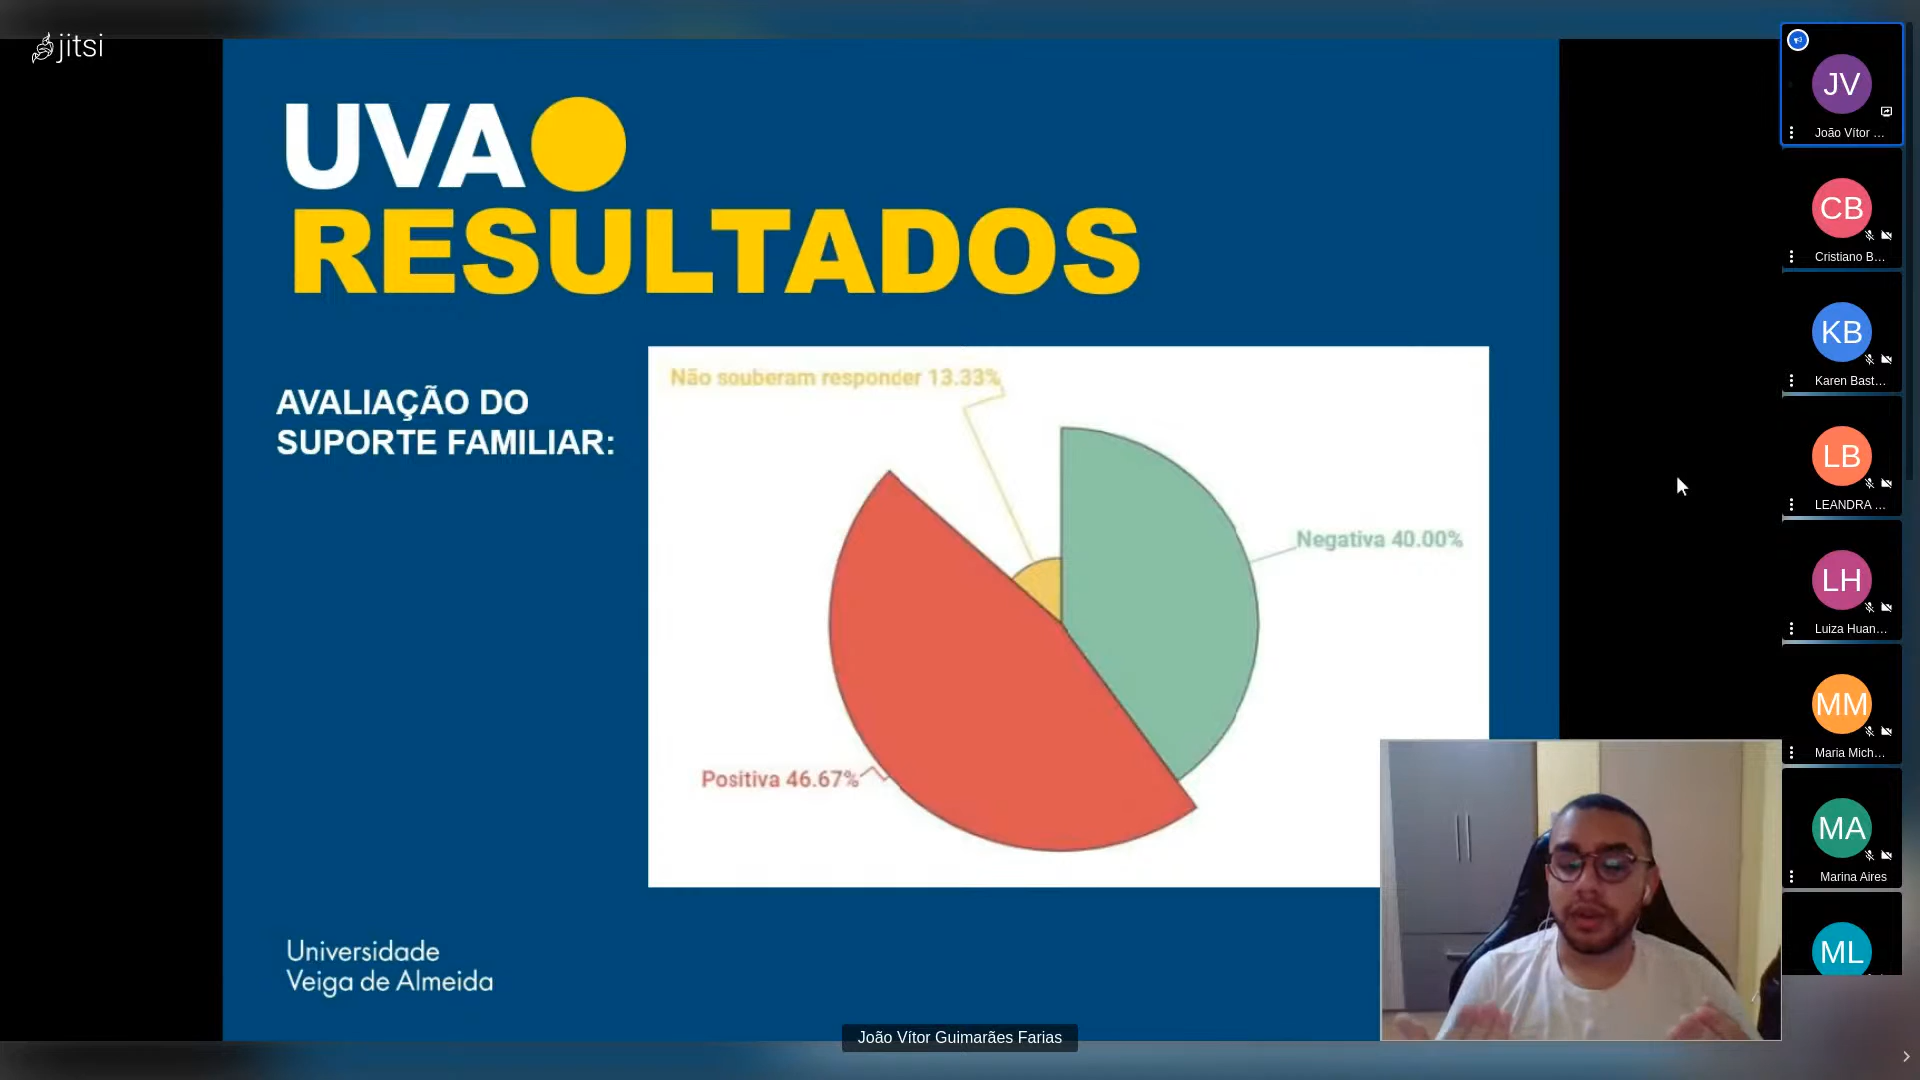 jitsi
UVA
RESULTADOS
AVALIAÇÃO DO
SUPORTE FAMILIAR:
Não souberam responder 13.33%
Negativa 40.00%
Positiva 46.67%
Universidade
Veiga de Almeida
João Vítor Guimarães Farias
JV
João Vítor ...
CB
Cristiano B...
KB
Karen Bast...
LB
LEANDRA ...
LH
Luiza Huan...
MM
Maria Mich...
MA
Marina Aires
ML